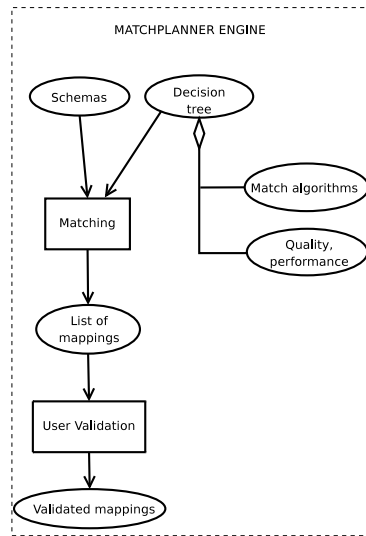 MATCHPLANNER ENGINE
Schemas
Decision
tree
Match algorithms
Matching
Quality,
performance
List of
mappings
User Validation
Validated mappings